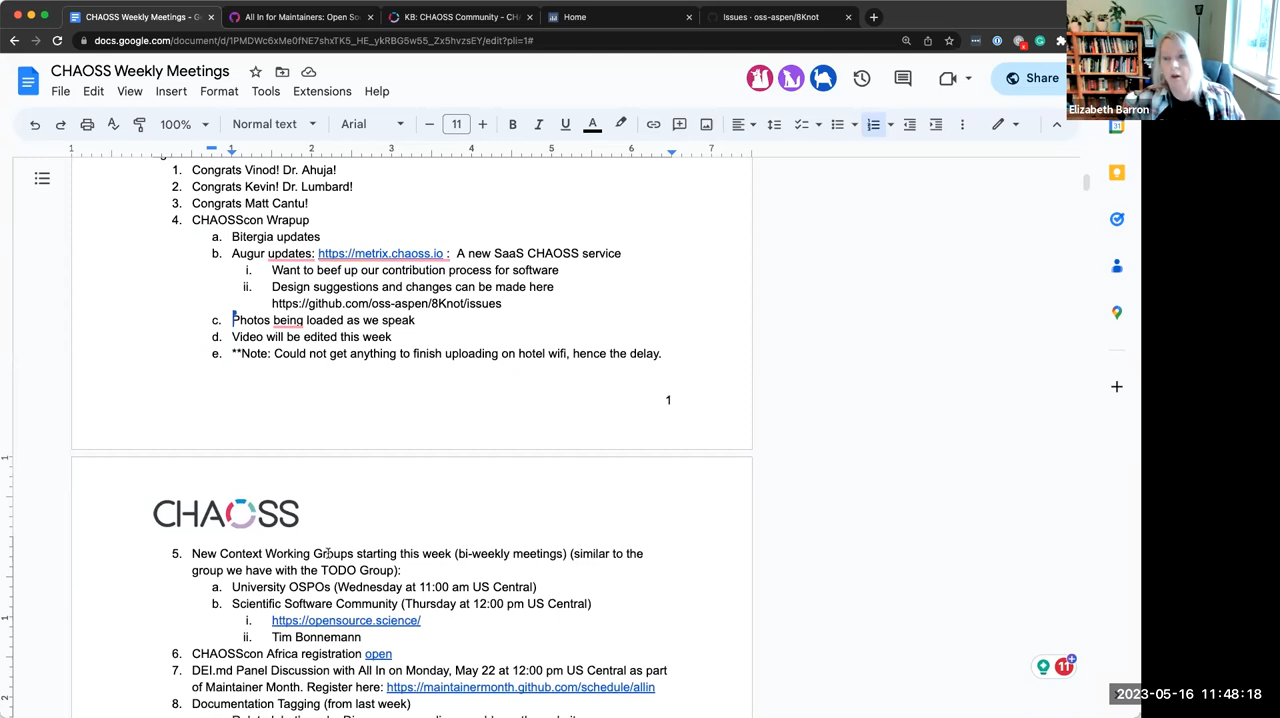 CHAOSS Weekly Meetings - G
All In for Maintainers: Open So
KB: CHAOSS Community - CHA
Home
Issues · oss-aspen/8Knot
docs.google.com/document/d/1PMDWc6xMe0fNE7shxTK5_HE_ykRBG5w55_Zx5hvzsEY/edit?pli=1#
CHAOSS Weekly Meetings
Share
Elizabeth Barron
File Edit View Insert Format Tools Extensions Help
100% Normal text Arial 11
1 1 2 3 4 5 6 7
1. Congrats Vinod! Dr. Ahuja!
2. Congrats Kevin! Dr. Lumbard!
3. Congrats Matt Cantu!
4. CHAOSScon Wrapup
a. Bitergia updates
b. Augur updates: https://metrix.chaoss.io : A new SaaS CHAOSS service
i. Want to beef up our contribution process for software
ii. Design suggestions and changes can be made here
https://github.com/oss-aspen/8Knot/issues
c. Photos being loaded as we speak
d. Video will be edited this week
e. **Note: Could not get anything to finish uploading on hotel wifi, hence the delay.
1
CHAOSS
5. New Context Working Groups starting this week (bi-weekly meetings) (similar to the
group we have with the TODO Group):
a. University OSPOs (Wednesday at 11:00 am US Central)
b. Scientific Software Community (Thursday at 12:00 pm US Central)
i. https://opensource.science/
ii. Tim Bonnemann
6. CHAOSScon Africa registration open
7. DEI.md Panel Discussion with All In on Monday, May 22 at 12:00 pm US Central as part
of Maintainer Month. Register here: https://maintainermonth.github.com/schedule/allin
8. Documentation Tagging (from last week)
11
2023-05-16 11:48:18